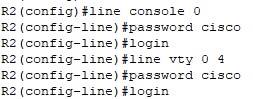 R2(config)#line console 0
R2(config-line)#password cisco
R2(config-line)#login
R2(config-line)#line vty 0 4
R2(config-line)#password cisco
R2(config-line)#login